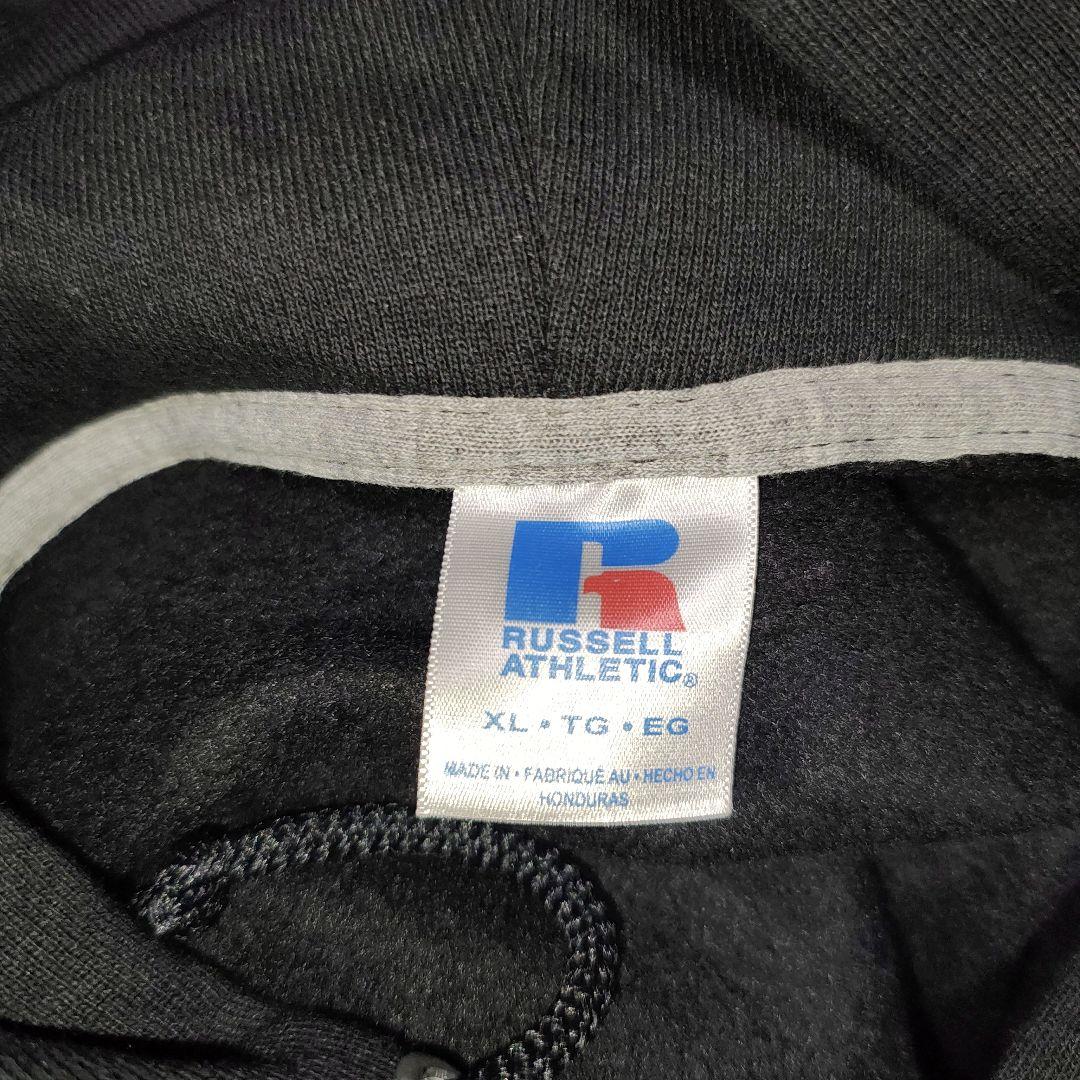 RUSSELL
ATHLETIC®
XL • TG • EG
MADE IN • FABRIQUÉ AU • HECHO EN
HONDURAS